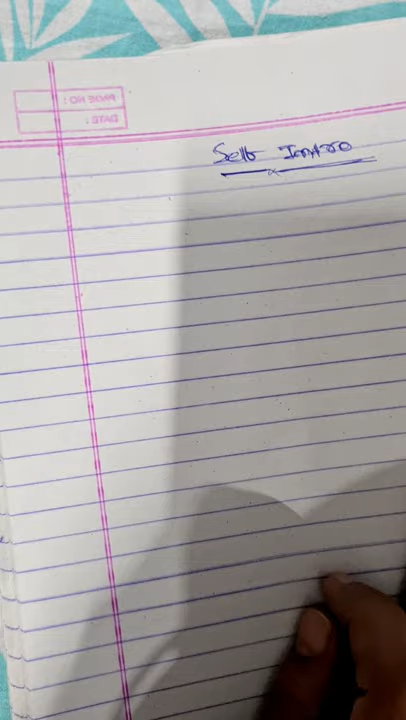 Self Intro
PAGE NO :
DATE :